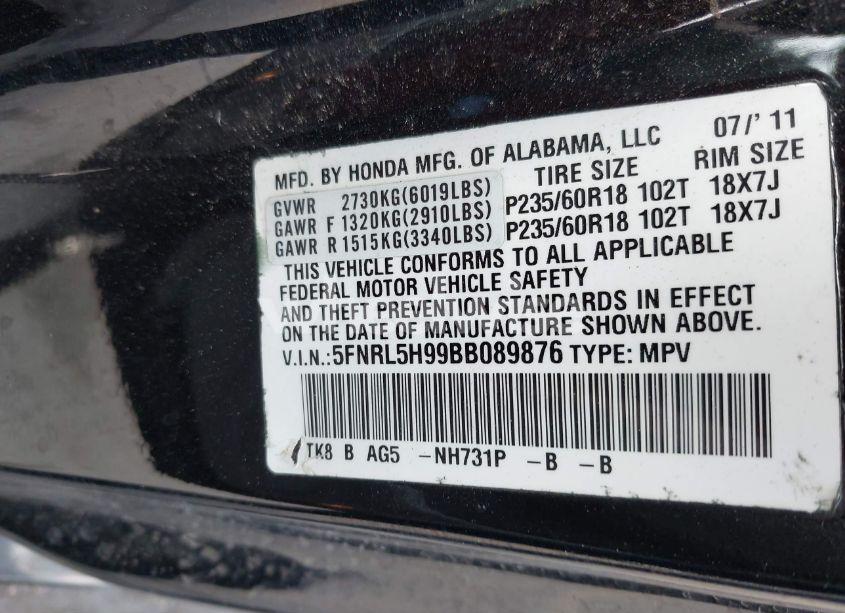 MFD. BY HONDA MFG. OF ALABAMA, LLC 07/' 11
TIRE SIZE RIM SIZE
GVWR 2730KG(6019LBS)
GAWR F 1320KG(2910LBS) P235/60R18 102T 18X7J
GAWR R 1515KG(3340LBS) P235/60R18 102T 18X7J
THIS VEHICLE CONFORMS TO ALL APPLICABLE
FEDERAL MOTOR VEHICLE SAFETY
AND THEFT PREVENTION STANDARDS IN EFFECT
ON THE DATE OF MANUFACTURE SHOWN ABOVE.
V.I.N.:5FNRL5H99BB089876 TYPE: MPV
TK8 B AG5 -NH731P -B -B